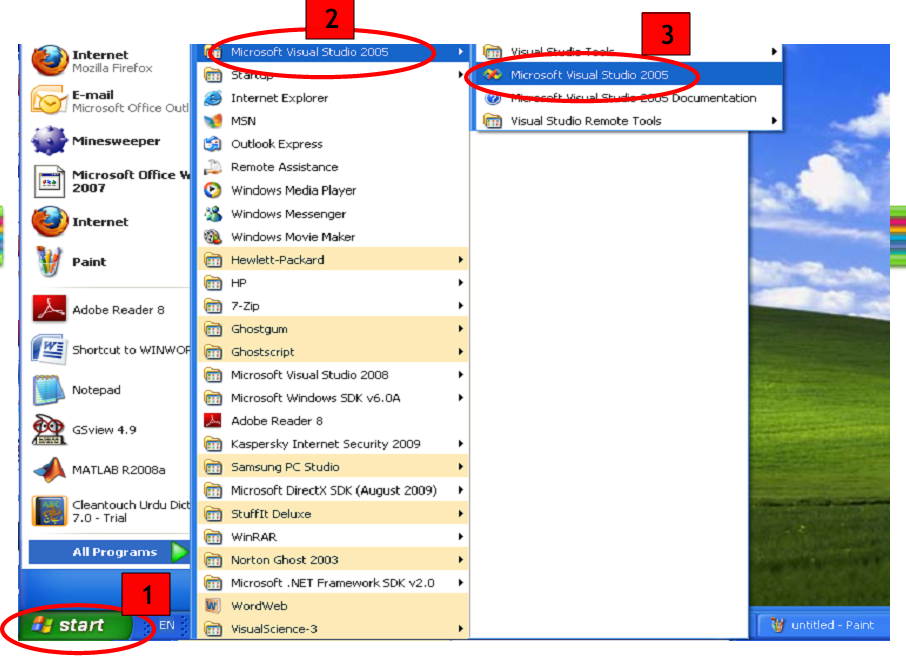 2
3
Internet
Mozilla Firefox
E-mail
Microsoft Office Outl
Minesweeper
Microsoft Office W
2007
Internet
Paint
Adobe Reader 8
Shortcut to WINWOR
Notepad
GSview 4.9
MATLAB R2008a
Cleantouch Urdu Dict
7.0 - Trial
All Programs
1
start
EN
Microsoft Visual Studio 2005
Startup
Internet Explorer
MSN
Outlook Express
Remote Assistance
Windows Media Player
Windows Messenger
Windows Movie Maker
Hewlett-Packard
HP
7-Zip
Ghostgum
Ghostscript
Microsoft Visual Studio 2008
Microsoft Windows SDK v6.0A
Adobe Reader 8
Kaspersky Internet Security 2009
Samsung PC Studio
Microsoft DirectX SDK (August 2009)
StuffIt Deluxe
WinRAR
Norton Ghost 2003
Microsoft .NET Framework SDK v2.0
WordWeb
VisualScience-3
Visual Studio Tools
Microsoft Visual Studio 2005
Microsoft Visual Studio 2005 Documentation
Visual Studio Remote Tools
untitled - Paint